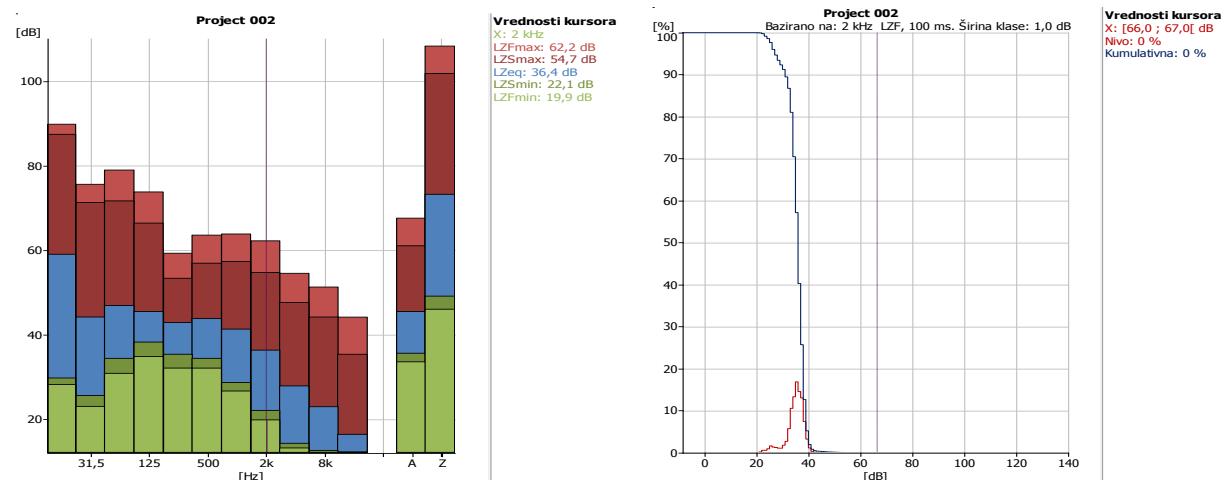 Project 002
[dB]
100
80
60
40
20
31,5
125
500
2k
8k
A
Z
[Hz]
Vrednosti kursora
X: 2 kHz
LZFmax: 62,2 dB
LZSmax: 54,7 dB
LZeq: 36,4 dB
LZSmin: 22,1 dB
LZFmin: 19,9 dB
Project 002
[%]
Bazirano na: 2 kHz LZF, 100 ms. Širina klase: 1,0 dB
100
90
80
70
60
50
40
30
20
10
0
0
20
40
60
80
100
120
140
[dB]
Vrednosti kursora
X: [66,0 ; 67,0[ dB
Nivo: 0 %
Kumulativna: 0 %